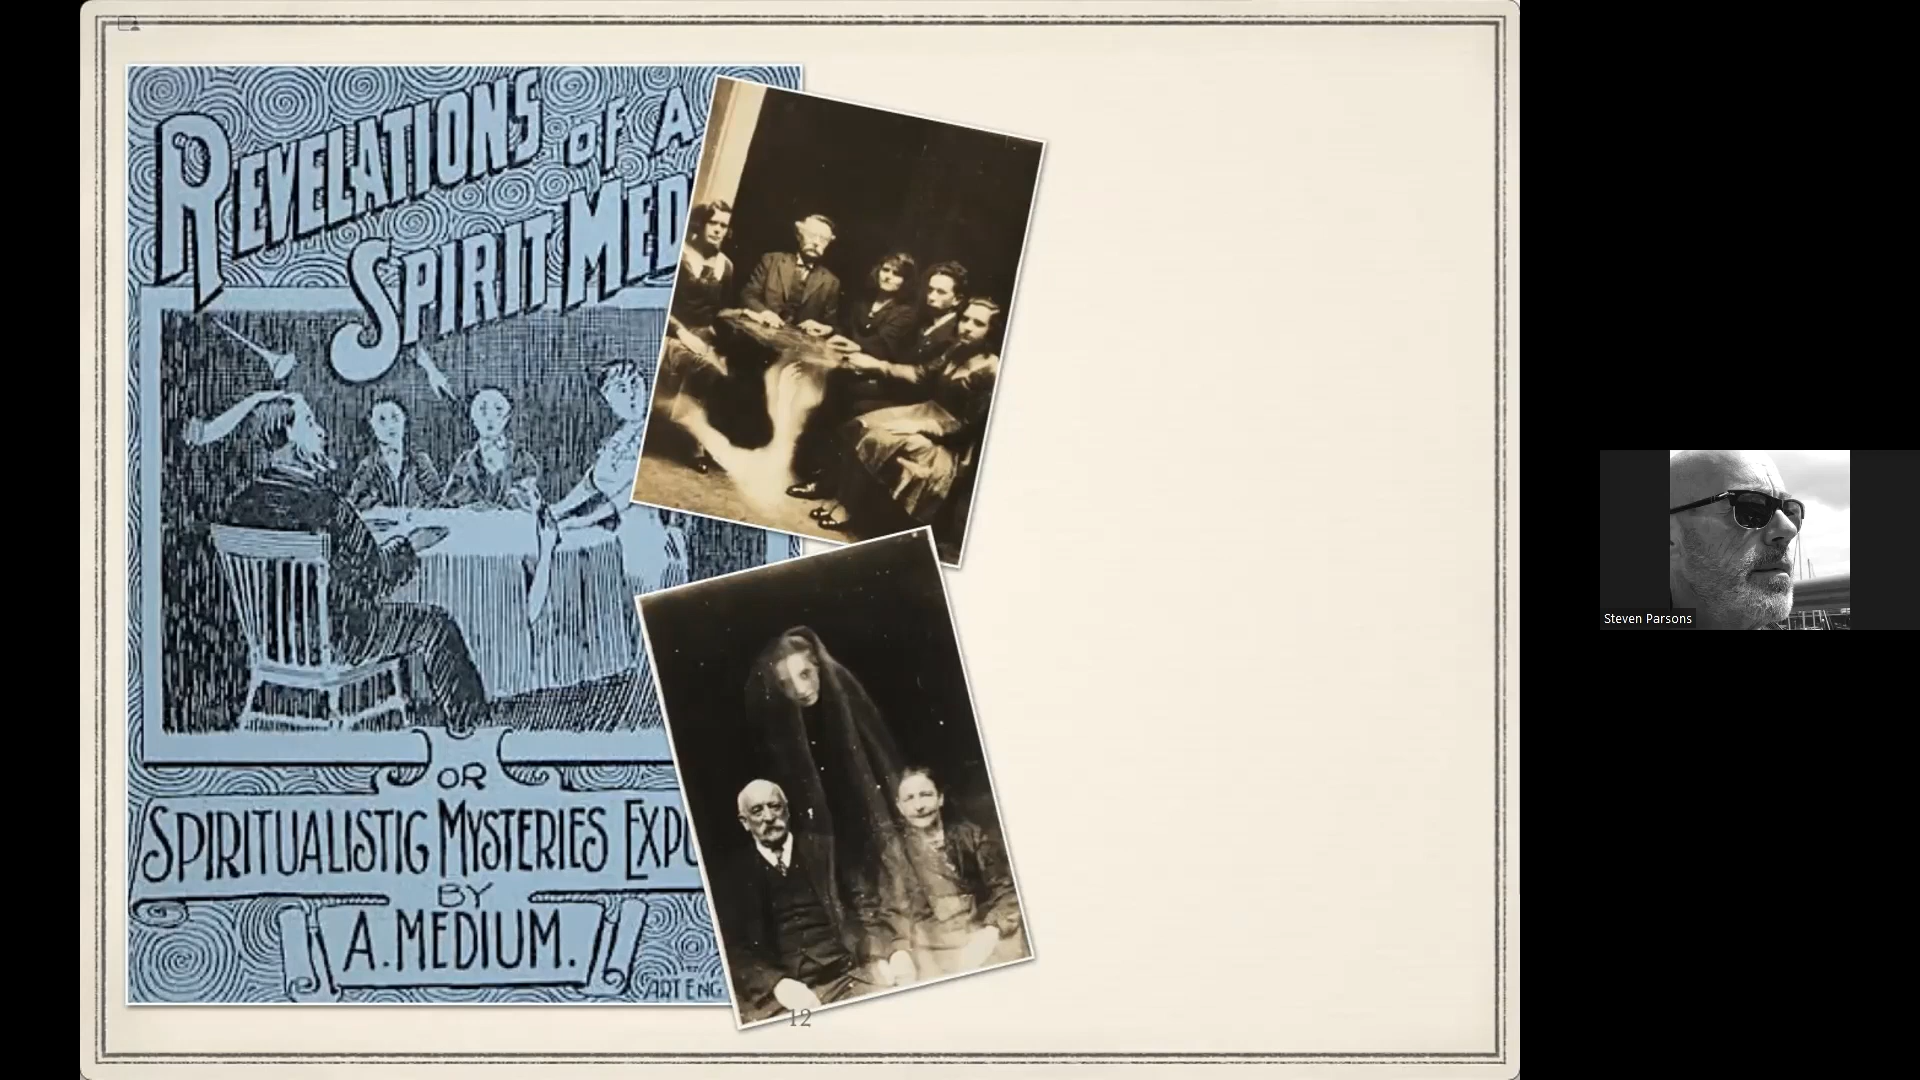 REVELATIONS OF A
SPIRIT MED
OR
SPIRITUALISTIC MYSTERIES EXPO
BY
A. MEDIUM.
ART ENG
12
Steven Parsons